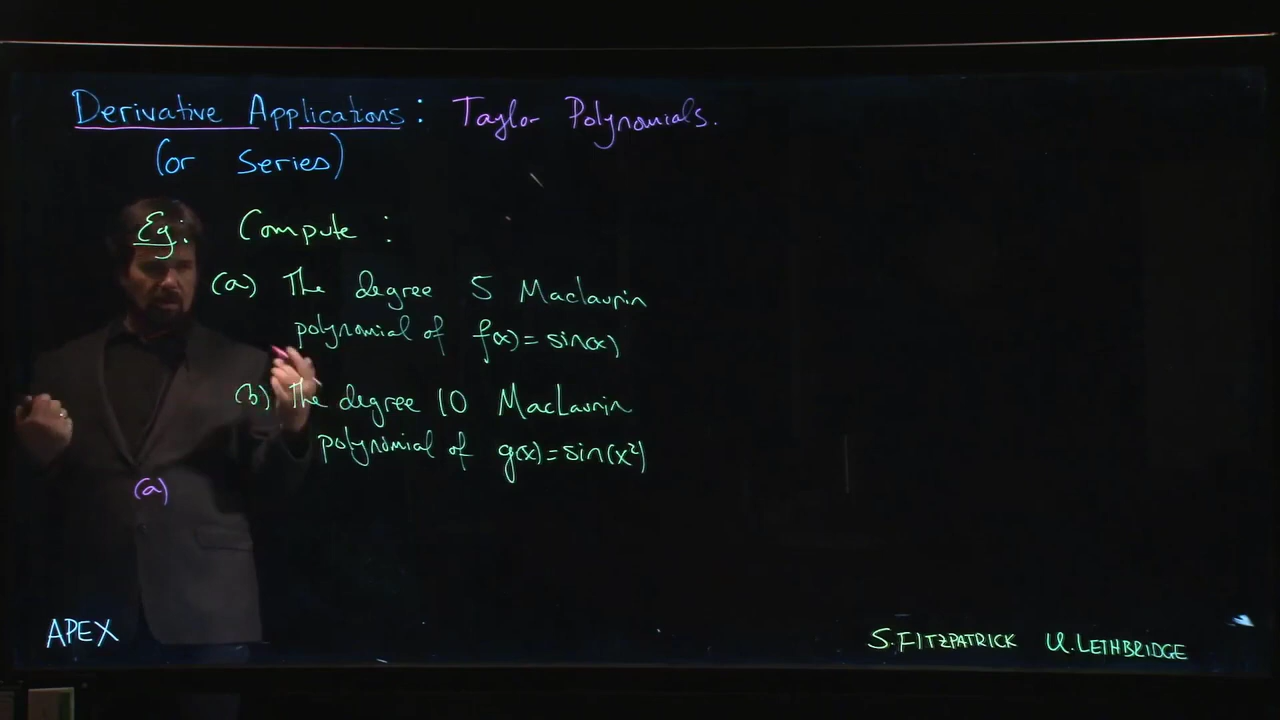 Derivative Applications: Taylor Polynomials.
(or Series)
Eg: Compute:
(a) The degree 5 Maclaurin
polynomial of f(x)=sin(x)
(b) The degree 10 MacLaurin
polynomial of g(x)=sin(x²)
(a)
APEX
S. FITZPATRICK U. LETHBRIDGE